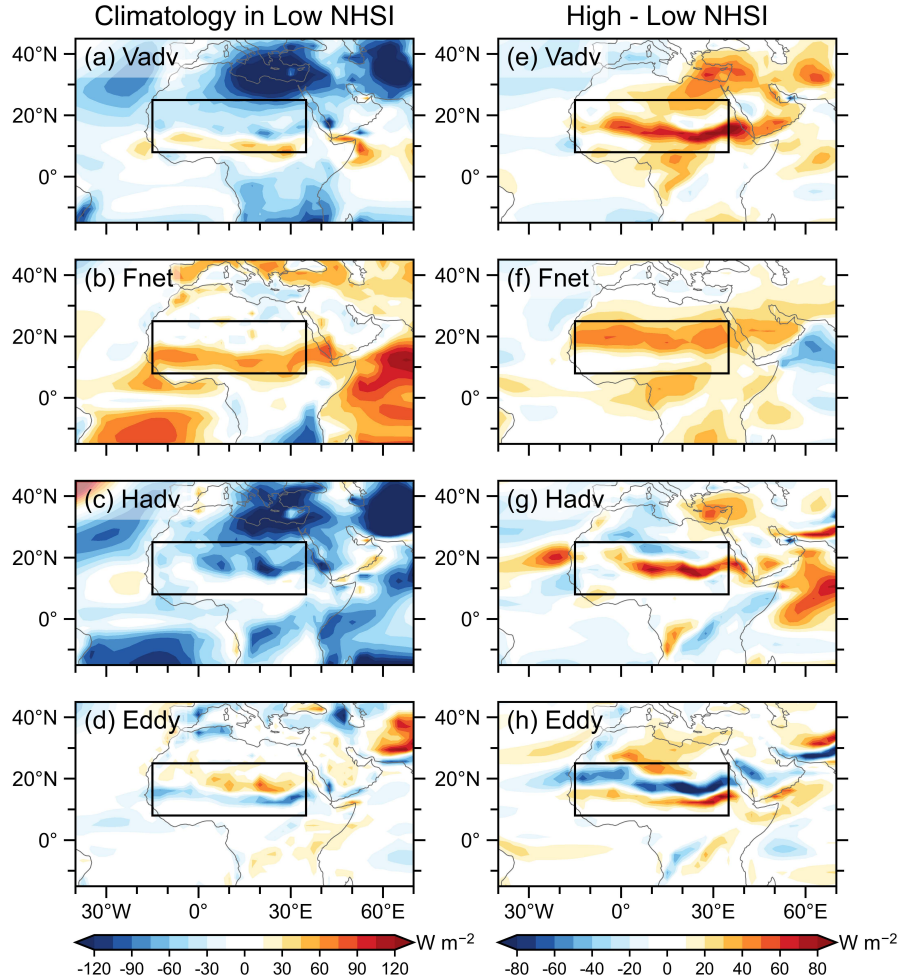 Climatology in Low NHSI
High - Low NHSI
(a) Vadv
(e) Vadv
40°N
20°N
0°
40°N
20°N
0°
(b) Fnet
(f) Fnet
40°N
20°N
0°
40°N
20°N
0°
(c) Hadv
(g) Hadv
40°N
20°N
0°
40°N
20°N
0°
(d) Eddy
(h) Eddy
40°N
20°N
0°
40°N
20°N
0°
30°W 0° 30°E 60°E
30°W 0° 30°E 60°E
W m−2
-120 -90 -60 -30 0 30 60 90 120
W m−2
-80 -60 -40 -20 0 20 40 60 80